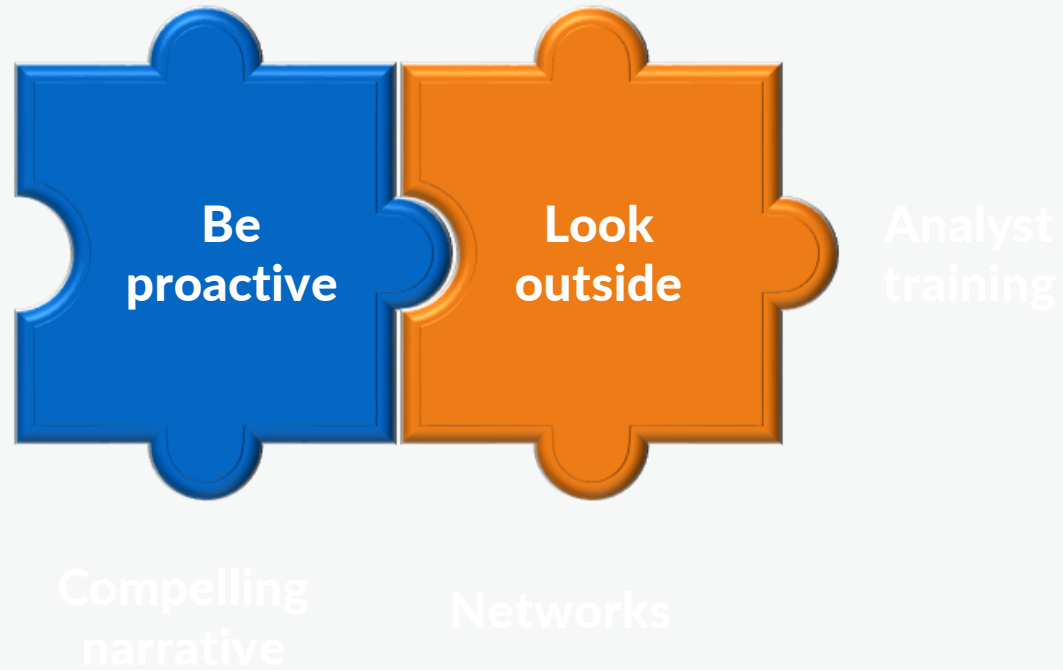 Be
proactive
Look
outside
Analyst
training
Compelling
narrative
Networks